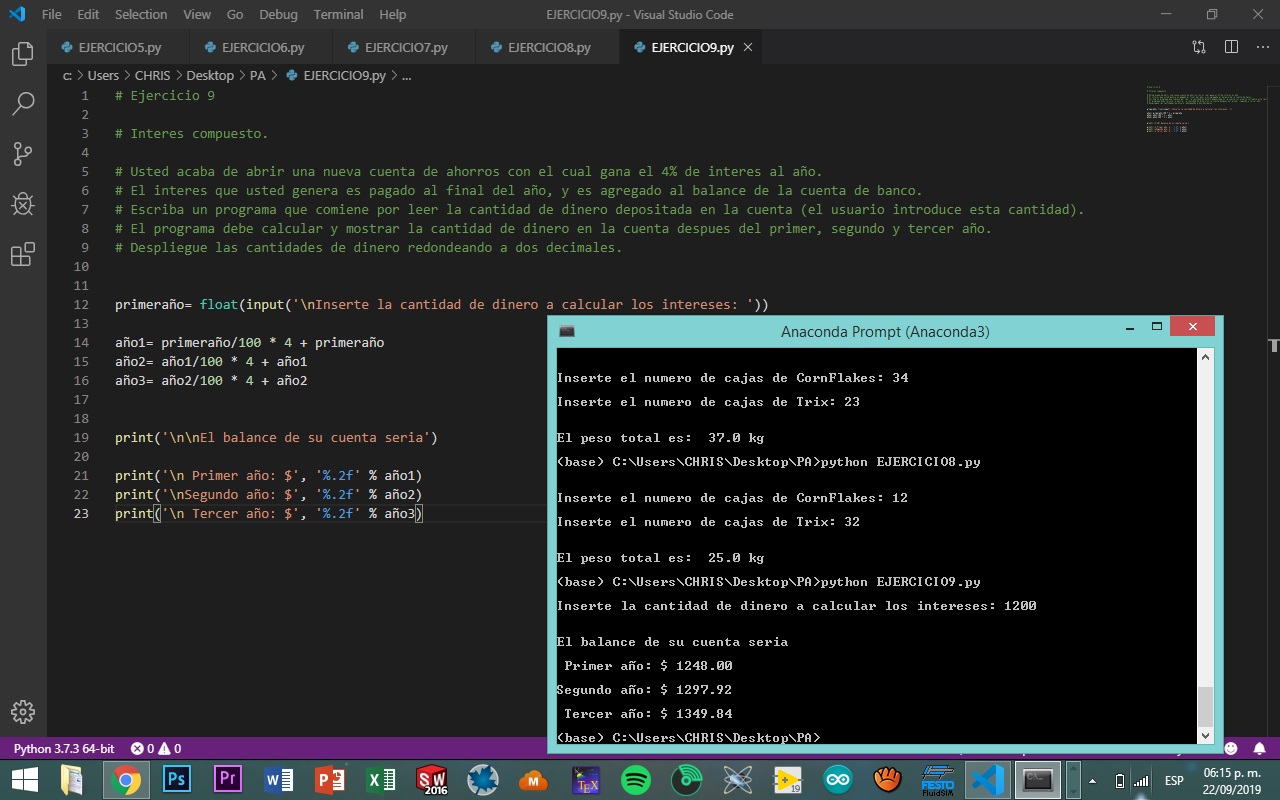 File Edit Selection View Go Debug Terminal Help EJERCICIO9.py - Visual Studio Code
EJERCICIO5.py EJERCICIO6.py EJERCICIO7.py EJERCICIO8.py EJERCICIO9.py
c: > Users > CHRIS > Desktop > PA > EJERCICIO9.py > ...
1 # Ejercicio 9
2
3 # Interes compuesto.
4
5 # Usted acaba de abrir una nueva cuenta de ahorros con el cual gana el 4% de interes al año.
6 # El interes que usted genera es pagado al final del año, y es agregado al balance de la cuenta de banco.
7 # Escriba un programa que comiene por leer la cantidad de dinero depositada en la cuenta (el usuario introduce esta cantidad).
8 # El programa debe calcular y mostrar la cantidad de dinero en la cuenta despues del primer, segundo y tercer año.
9 # Despliegue las cantidades de dinero redondeando a dos decimales.
10
11
12 primeraño= float(input('\nInserte la cantidad de dinero a calcular los intereses: '))
13
14 año1= primeraño/100 * 4 + primeraño
15 año2= año1/100 * 4 + año1
16 año3= año2/100 * 4 + año2
17
18
19 print('\n\nEl balance de su cuenta seria')
20
21 print('\n Primer año: $', '%.2f' % año1)
22 print('\nSegundo año: $', '%.2f' % año2)
23 print('\n Tercer año: $', '%.2f' % año3)
Anaconda Prompt (Anaconda3)
Inserte el numero de cajas de CornFlakes: 34
Inserte el numero de cajas de Trix: 23
El peso total es:  37.0 kg
(base) C:\Users\CHRIS\Desktop\PA>python EJERCICIO8.py
Inserte el numero de cajas de CornFlakes: 12
Inserte el numero de cajas de Trix: 32
El peso total es:  25.0 kg
(base) C:\Users\CHRIS\Desktop\PA>python EJERCICIO9.py
Inserte la cantidad de dinero a calcular los intereses: 1200
El balance de su cuenta seria
Primer año: $ 1248.00
Segundo año: $ 1297.92
Tercer año: $ 1349.84
(base) C:\Users\CHRIS\Desktop\PA>
Python 3.7.3 64-bit 0 0
Ps Pr W P X SW 2016 M TEX 19 FESTO FluidSIM ESP 06:15 p. m.
22/09/2019